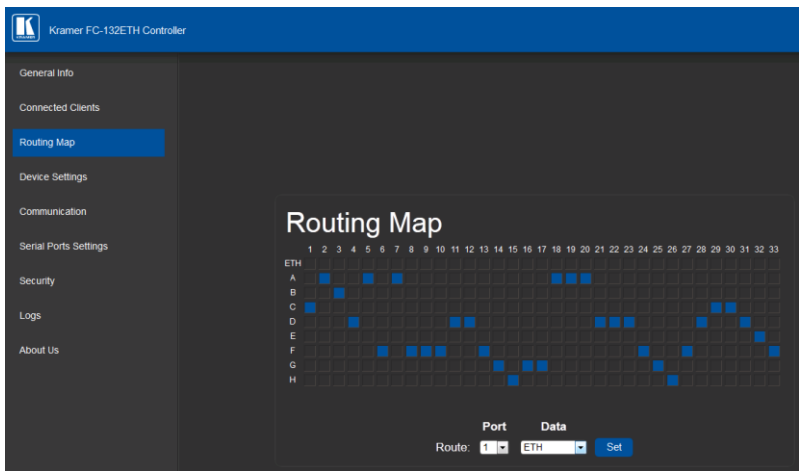 Kramer FC-132ETH Controller
General Info
Connected Clients
Routing Map
Device Settings
Communication
Serial Ports Settings
Security
Logs
About Us
Routing Map
1 2 3 4 5 6 7 8 9 10 11 12 13 14 15 16 17 18 19 20 21 22 23 24 25 26 27 28 29 30 31 32 33
ETH
A
B
C
D
E
F
G
H
Port Data
Route: 1 ETH Set